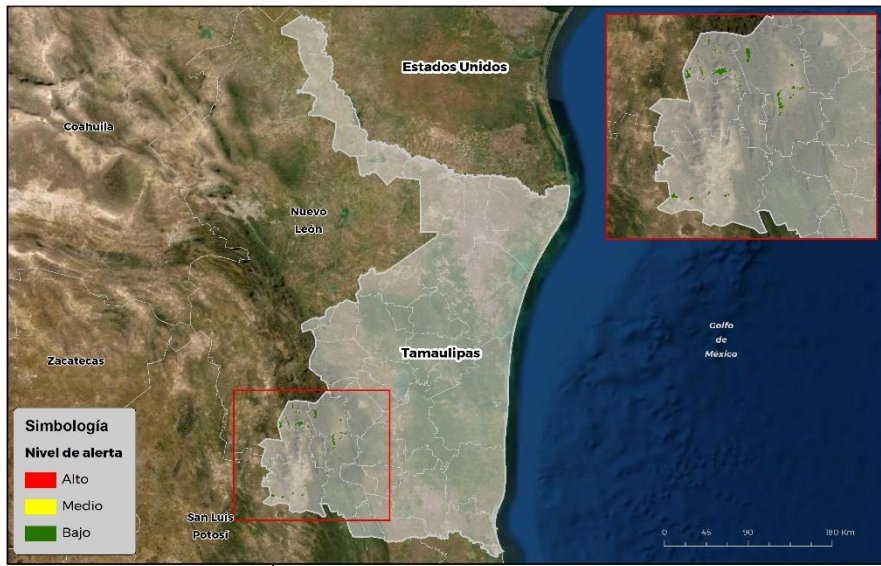 Estados Unidos
Coahuila
Nuevo
León
Golfo
de
México
Tamaulipas
Zacatecas
Simbología
Nivel de alerta
Alto
Medio
Bajo
San Luis
Potosí
0 45 90 180 Km